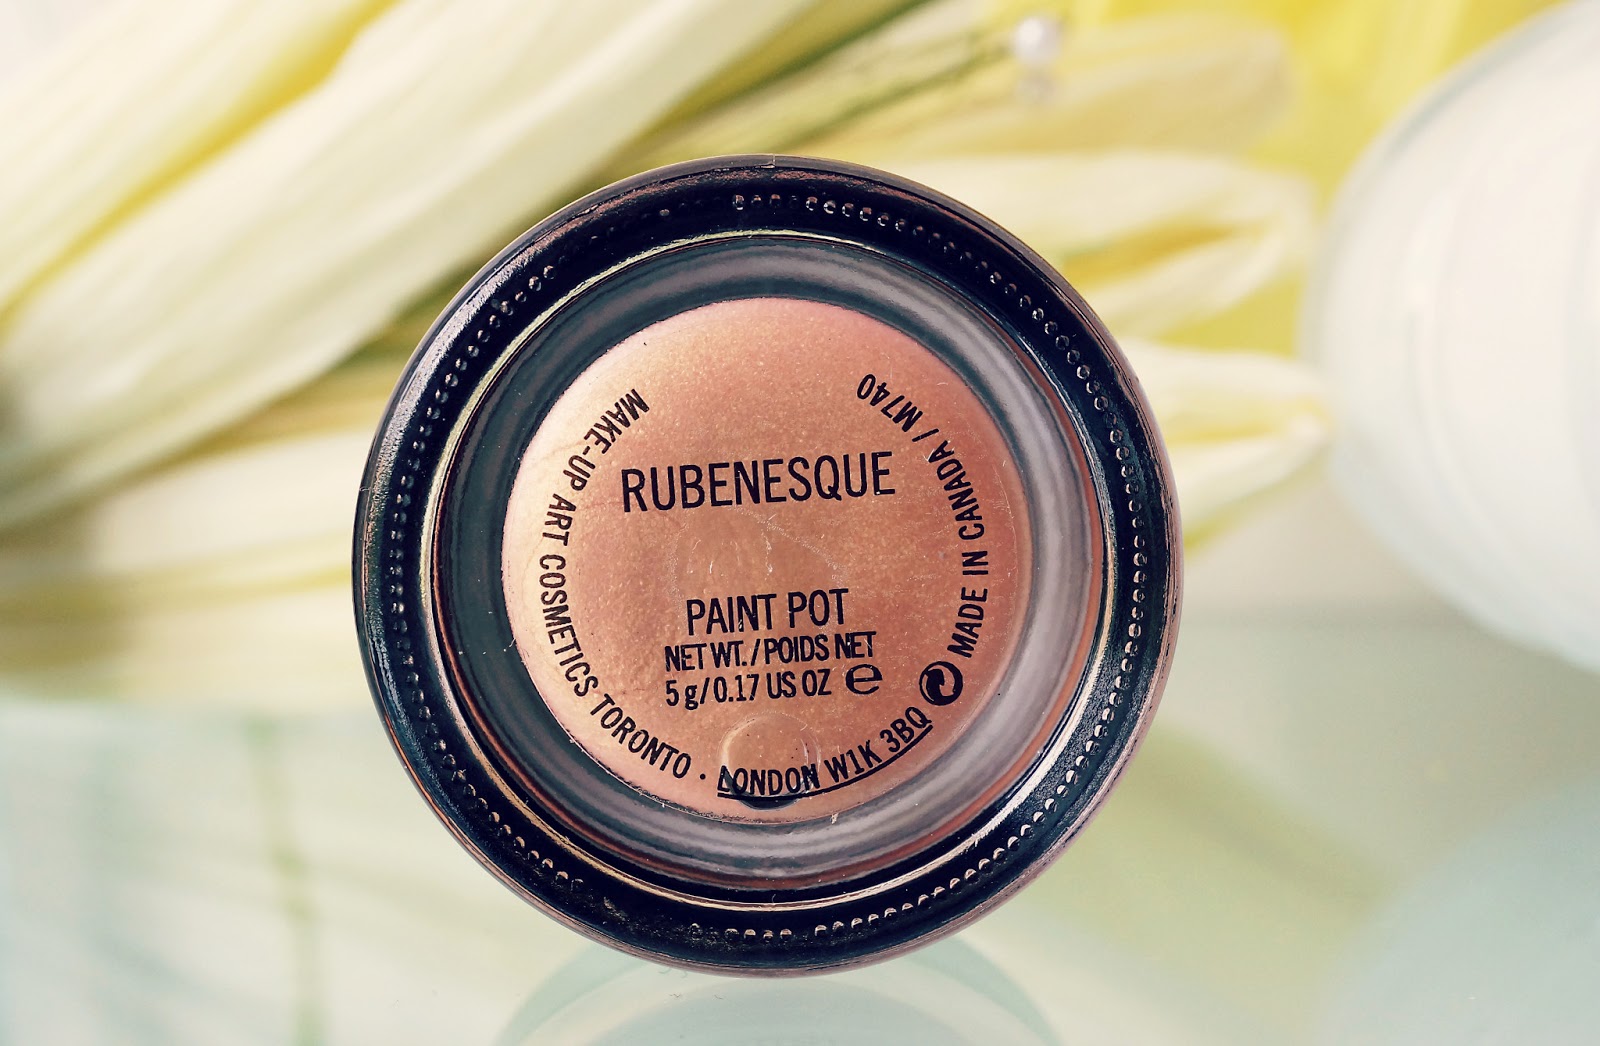 RUBENESQUE
PAINT POT
NET WT. / POIDS NET
5 g / 0.17 US OZ e
MAKE-UP ART COSMETICS TORONTO · LONDON W1K 3BQ
MADE IN CANADA / M740